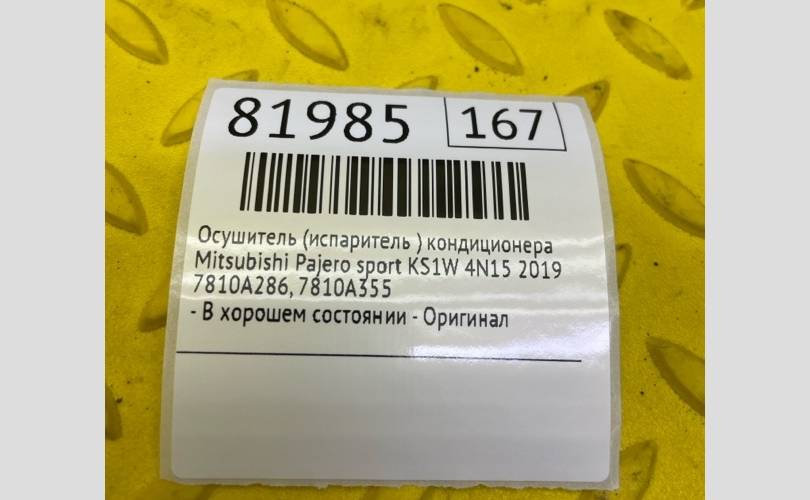 81985 167
Осушитель (испаритель ) кондиционера
Mitsubishi Pajero sport KS1W 4N15 2019
7810A286, 7810A355
- В хорошем состоянии - Оригинал